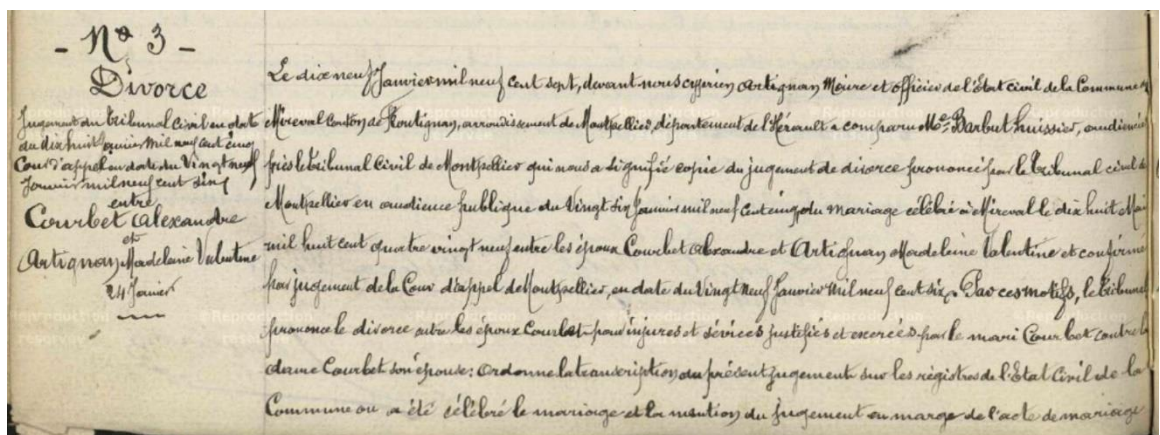 - Nº 3 -
Divorce
Jugement du tribunal Civil en date
du dix huit Janvier mil neuf cent cinq
Cour d'appel en date du Vingt neuf
Janvier mil neuf cent six
entre
Courbet Alexandre
et
Artignan Madeleine Valentine
24 Janvier
Le dix neuf Janvier mil neuf cent sept, devant nous Cyprien Artignan Maire et officier de l'Etat civil de la Commune de
Mireval Canton de Frontignan, arrondissement de Montpellier, département de l'Hérault a comparu Me Barbut huissier, audiencier
près le tribunal Civil de Montpellier qui nous a signifié copie du jugement de divorce prononcé par le tribunal civil de
Montpellier en audience publique du Vingt six Janvier mil neuf cent cinq, du mariage célébré à Mireval le dix huit Mai
mil huit cent quatre vingt neuf entre les époux Courbet Alexandre et Artignan Madeleine Valentine et confirmé
par jugement de la Cour d'appel de Montpellier, en date du Vingt Neuf Janvier Mil neuf cent six. Par ces motifs, le tribunal
prononce le divorce entre les époux Courbet pour injures et sévices justifiés et exercés par le mari Courbet contre la
dame Courbet son épouse: Ordonne la transcription du présent jugement sur les régistres de l'Etat Civil de la
Commune ou a été célébré le mariage et la mention du jugement en marge de l'acte de mariage